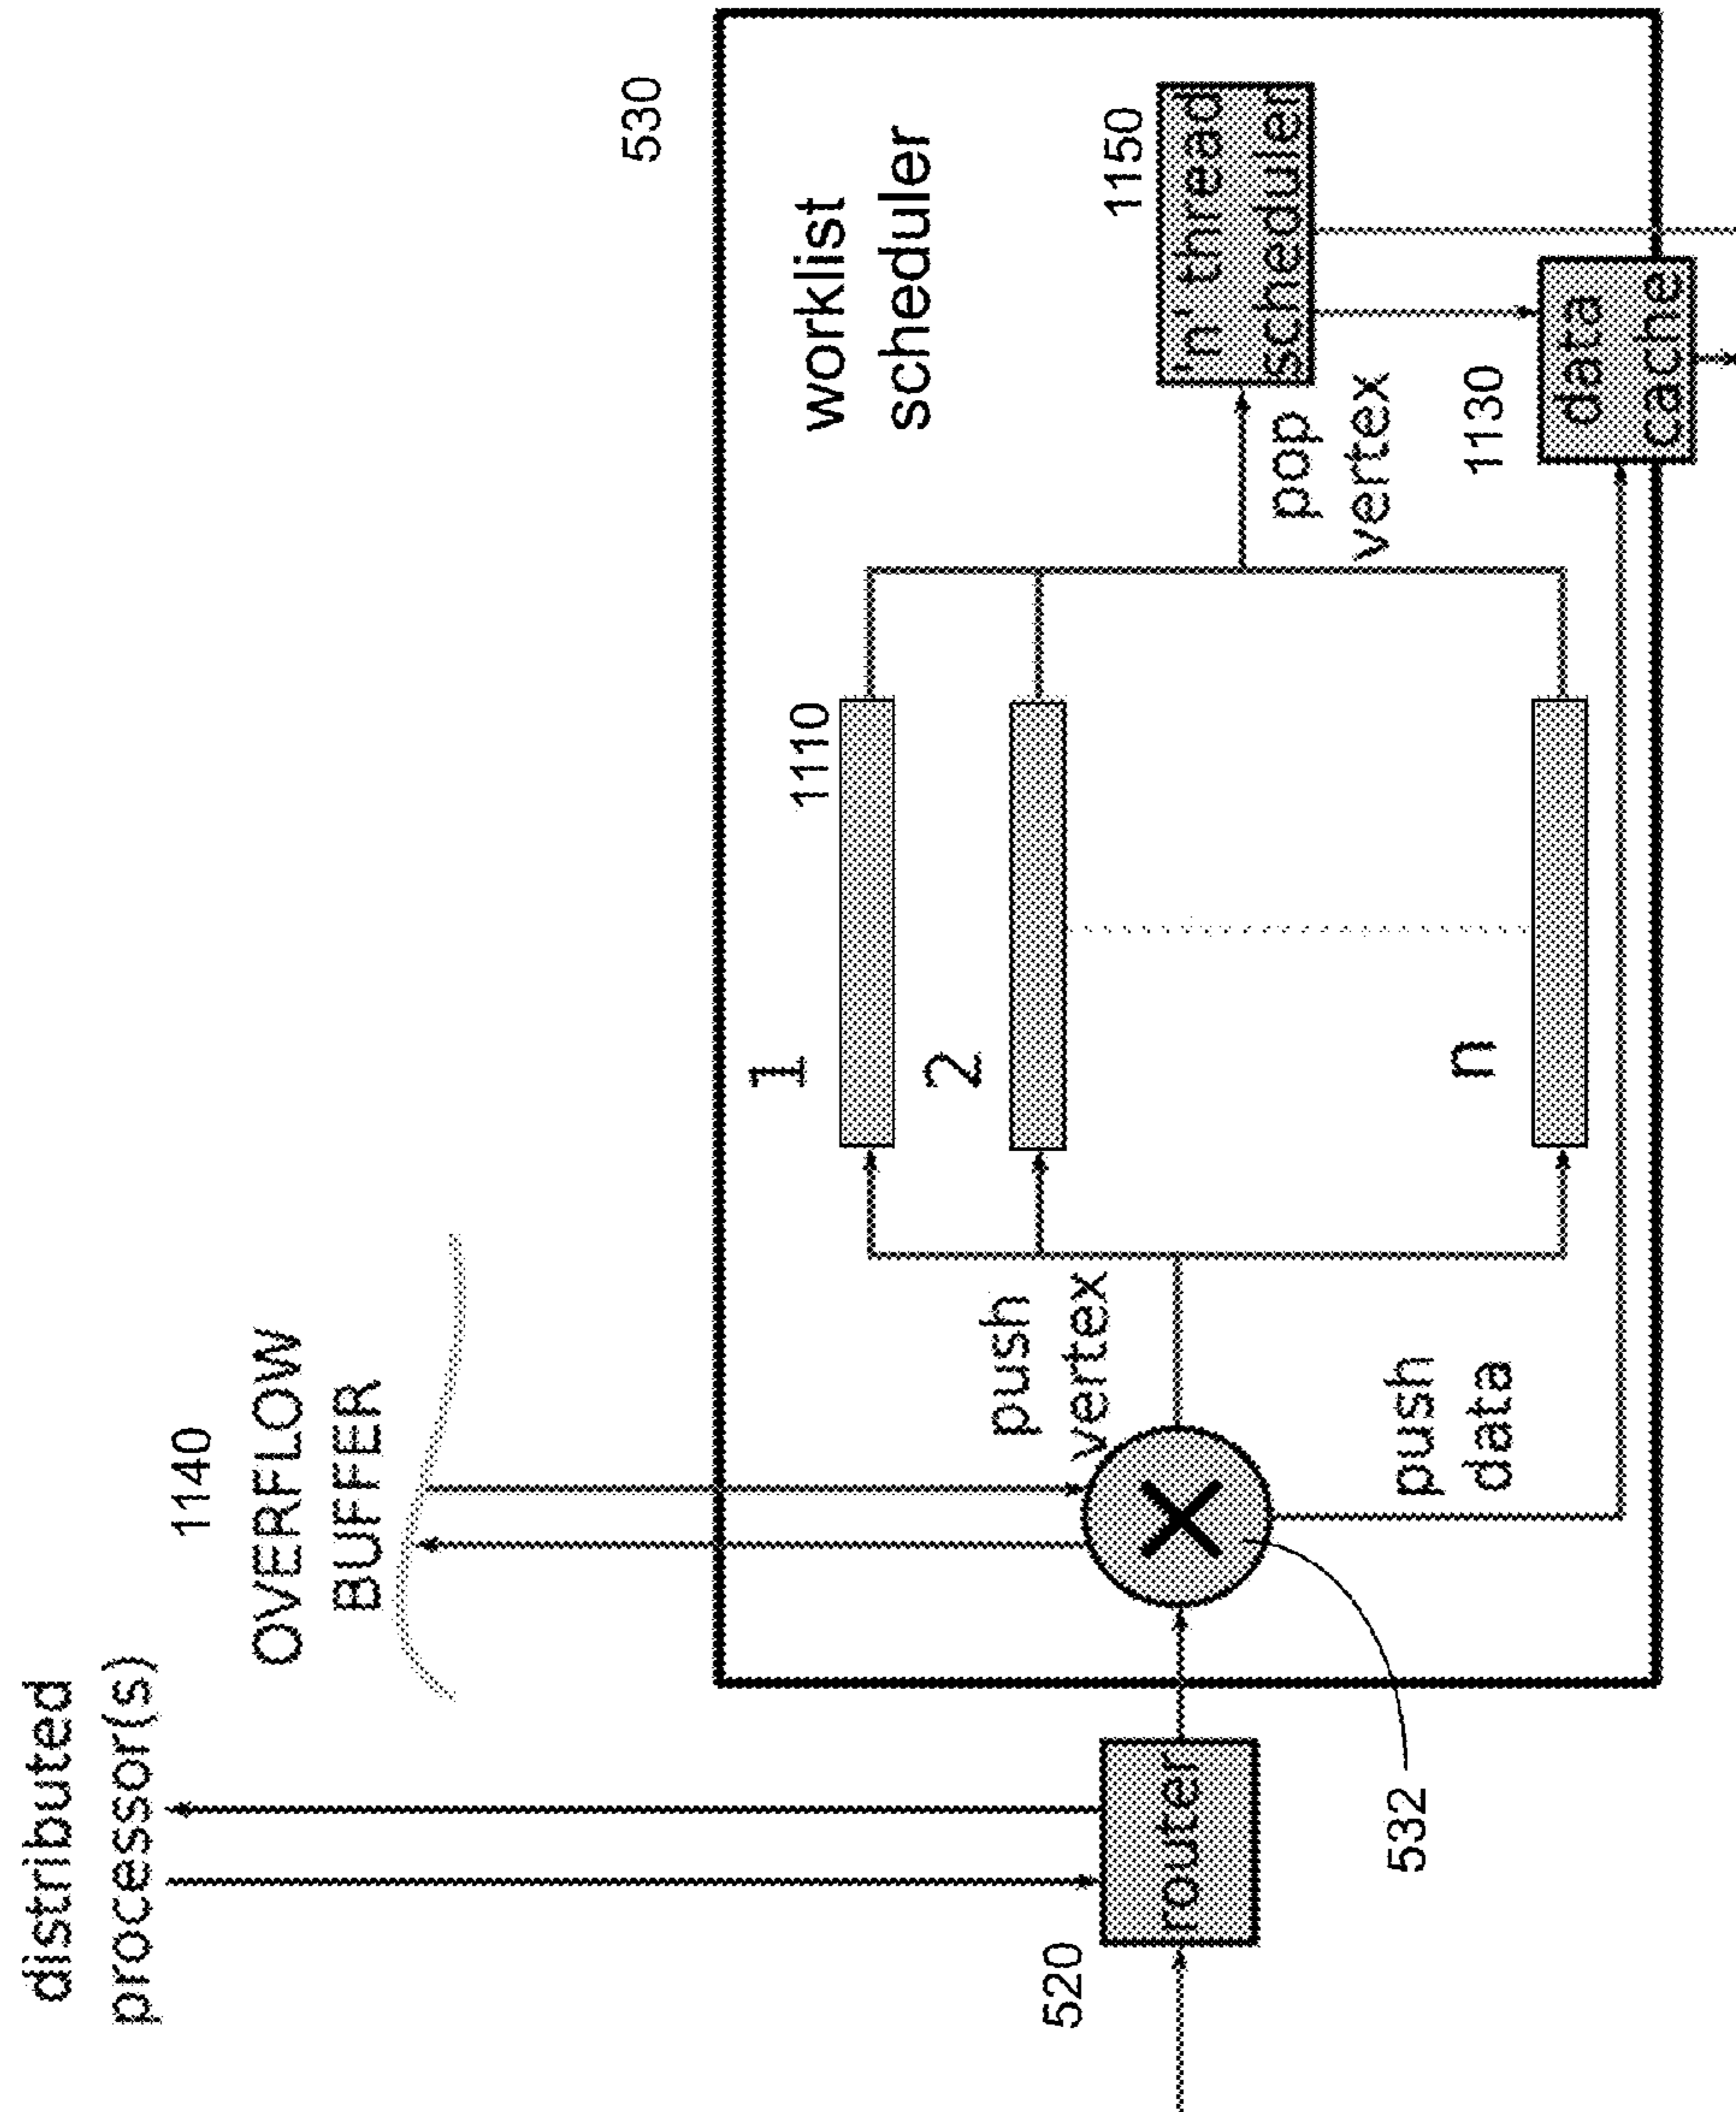 distributed
processor(s)
1140
OVERFLOW
BUFFER
530
worklist
scheduler
520
router
532
push
vertex
push
data
1
1110
2
n
pop
vertex
1150
'n' thread
scheduler
1130
data
cache